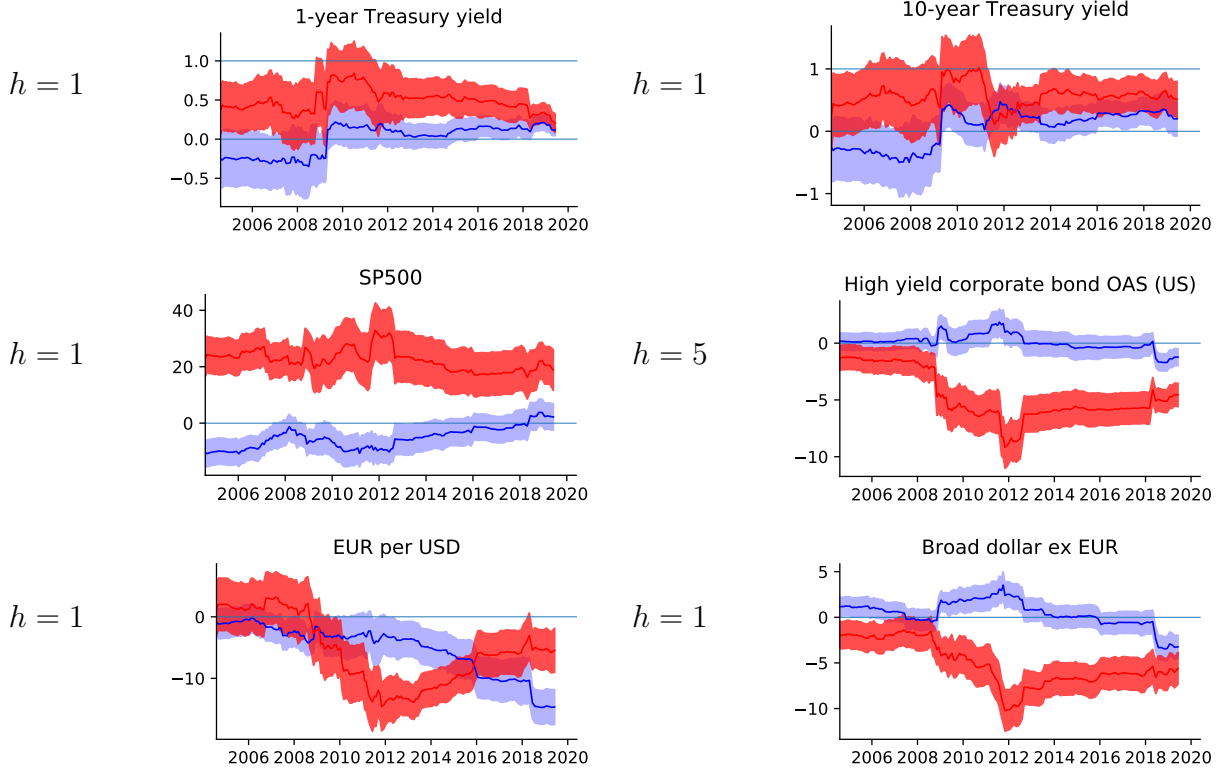 1-year Treasury yield
h = 1
1.0
0.5
0.0
−0.5
2006 2008 2010 2012 2014 2016 2018 2020
10-year Treasury yield
h = 1
1
0
−1
2006 2008 2010 2012 2014 2016 2018 2020
SP500
h = 1
40
20
0
2006 2008 2010 2012 2014 2016 2018 2020
High yield corporate bond OAS (US)
h = 5
0
−5
−10
2006 2008 2010 2012 2014 2016 2018 2020
EUR per USD
h = 1
0
−10
2006 2008 2010 2012 2014 2016 2018 2020
Broad dollar ex EUR
h = 1
5
0
−5
−10
2006 2008 2010 2012 2014 2016 2018 2020